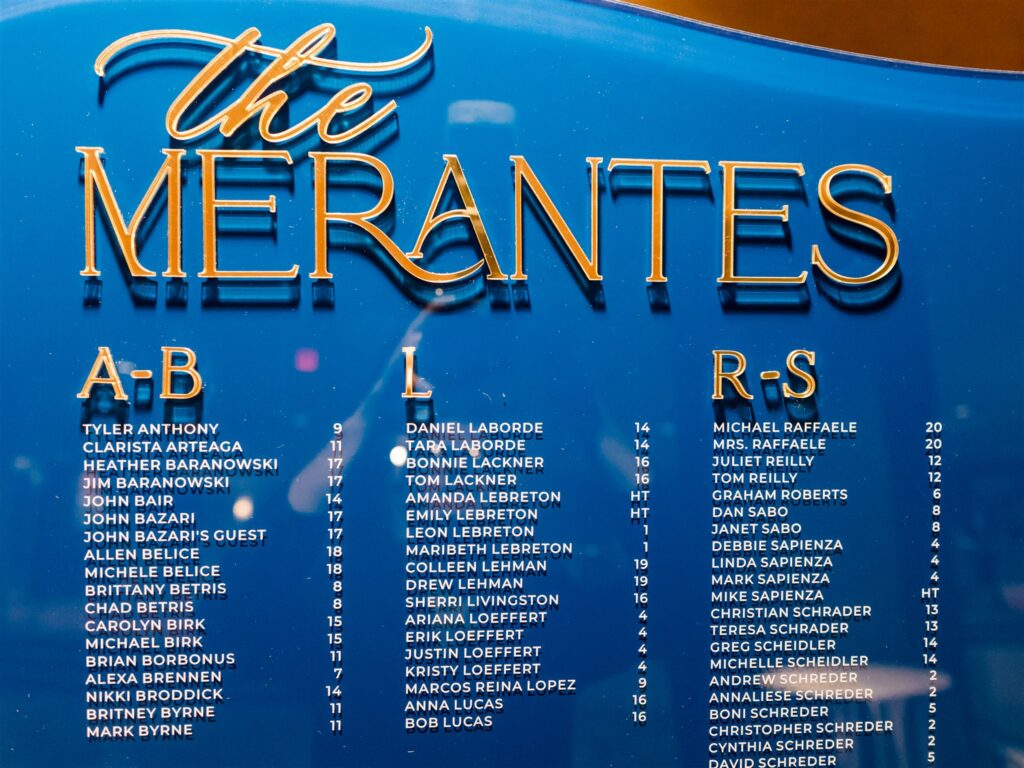 the
MERANTES
A-B
TYLER ANTHONY 9
CLARISTA ARTEAGA 11
HEATHER BARANOWSKI 17
JIM BARANOWSKI 17
JOHN BAIR 14
JOHN BAZARI 17
JOHN BAZARI'S GUEST 17
ALLEN BELICE 18
MICHELE BELICE 18
BRITTANY BETRIS 8
CHAD BETRIS 8
CAROLYN BIRK 15
MICHAEL BIRK 15
BRIAN BORBONUS 11
ALEXA BRENNEN 7
NIKKI BRODDICK 14
BRITNEY BYRNE 11
MARK BYRNE 11
L
DANIEL LABORDE 14
TARA LABORDE 14
BONNIE LACKNER 16
TOM LACKNER 16
AMANDA LEBRETON HT
EMILY LEBRETON HT
LEON LEBRETON 1
MARIBETH LEBRETON 1
COLLEEN LEHMAN 19
DREW LEHMAN 19
SHERRI LIVINGSTON 16
ARIANA LOEFFERT 4
ERIK LOEFFERT 4
JUSTIN LOEFFERT 4
KRISTY LOEFFERT 4
MARCOS REINA LOPEZ 9
ANNA LUCAS 16
BOB LUCAS 16
R-S
MICHAEL RAFFAELE 20
MRS. RAFFAELE 20
JULIET REILLY 12
TOM REILLY 12
GRAHAM ROBERTS 6
DAN SABO 8
JANET SABO 8
DEBBIE SAPIENZA 4
LINDA SAPIENZA 4
MARK SAPIENZA 4
MIKE SAPIENZA HT
CHRISTIAN SCHRADER 13
TERESA SCHRADER 13
GREG SCHEIDLER 14
MICHELLE SCHEIDLER 14
ANDREW SCHREDER 2
ANNALIESE SCHREDER 2
BONI SCHREDER 5
CHRISTOPHER SCHREDER 2
CYNTHIA SCHREDER 2
DAVID SCHREDER 5